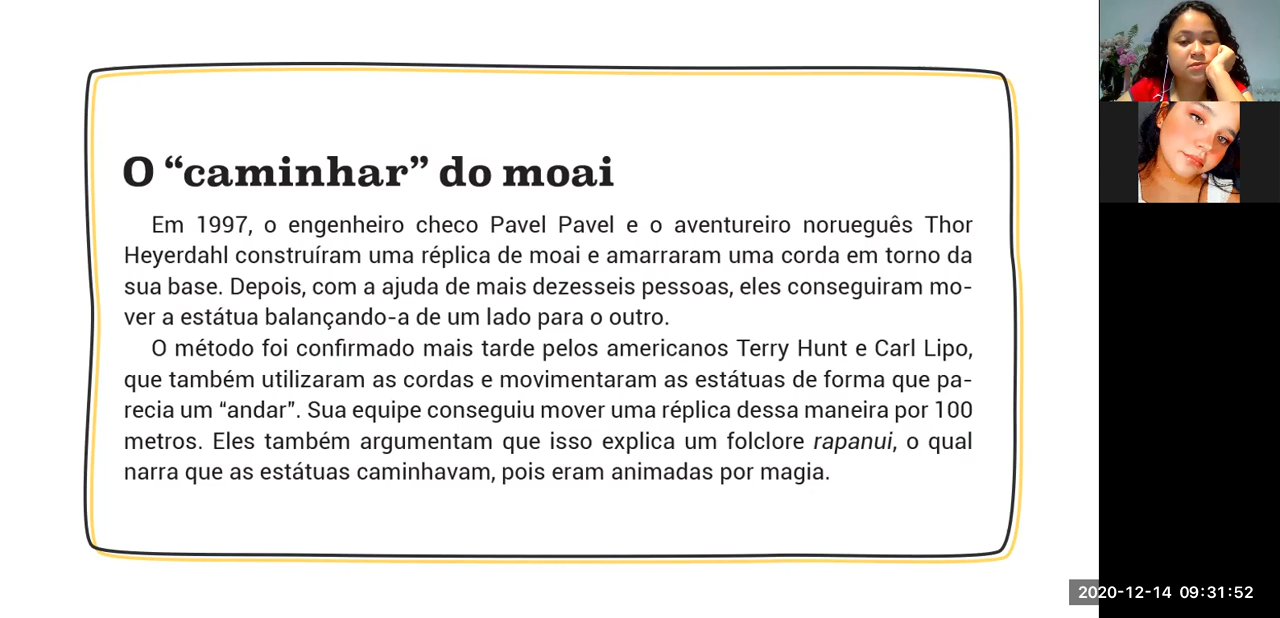 O “caminhar” do moai
Em 1997, o engenheiro checo Pavel Pavel e o aventureiro norueguês Thor
Heyerdahl construíram uma réplica de moai e amarraram uma corda em torno da
sua base. Depois, com a ajuda de mais dezesseis pessoas, eles conseguiram mo-
ver a estátua balançando-a de um lado para o outro.
O método foi confirmado mais tarde pelos americanos Terry Hunt e Carl Lipo,
que também utilizaram as cordas e movimentaram as estátuas de forma que pa-
recia um “andar”. Sua equipe conseguiu mover uma réplica dessa maneira por 100
metros. Eles também argumentam que isso explica um folclore rapanui, o qual
narra que as estátuas caminhavam, pois eram animadas por magia.
2020-12-14 09:31:52